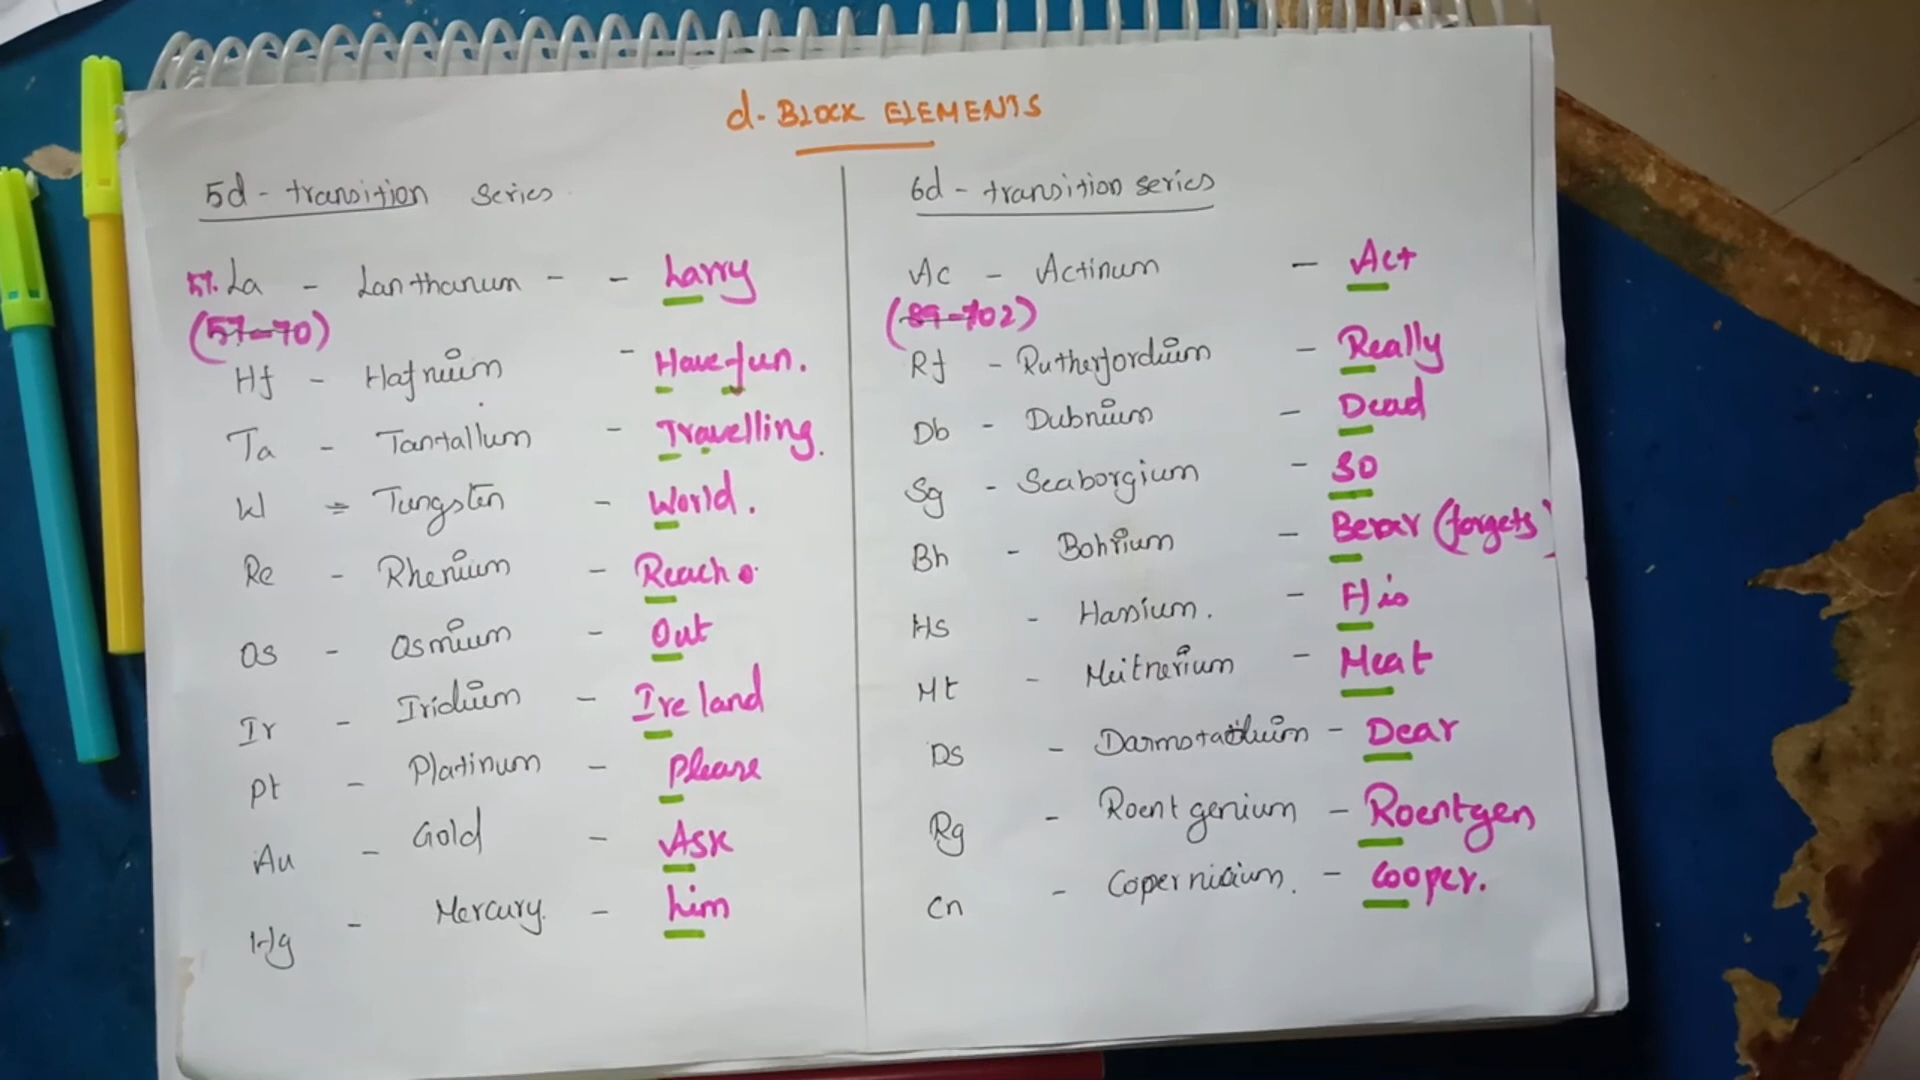 d-BLOCK ELEMENTS
5d - transition series
57. La - Lanthanum - - Larry
(57-70)
Hf - Hafnium - Have fun.
Ta - Tantallum - Travelling.
W = Tungsten - World.
Re - Rhenium - Reach
Os - Osmium - Out
Ir - Iridium - Ireland
Pt - Platinum - Please
Au - Gold - Ask
Hg - Mercury. - him
6d - transition series
Ac - Actinum - Act
(89-102)
Rf - Rutherfordium - Really
Db - Dubnium - Dead
Sg - Seaborgium - So
Bh - Bohrium - (forgets)
Hs - Hassium. - His
Mt - Meitnerium - Meat
Ds - - Dear
Rg - Roentgenium - Roentgen
Cn - Copernicium. - Cooper.